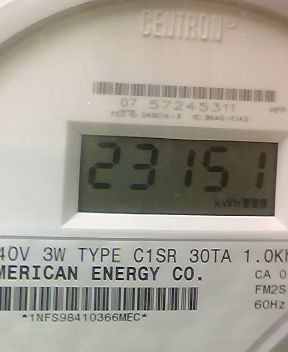 CENTRON
07 57245311
23151
kWh
40V 3W TYPE C1SR 30TA 1.0K
MERICAN ENERGY CO.
CA 0
FM2S
60Hz
*1NFS98410366MEC*